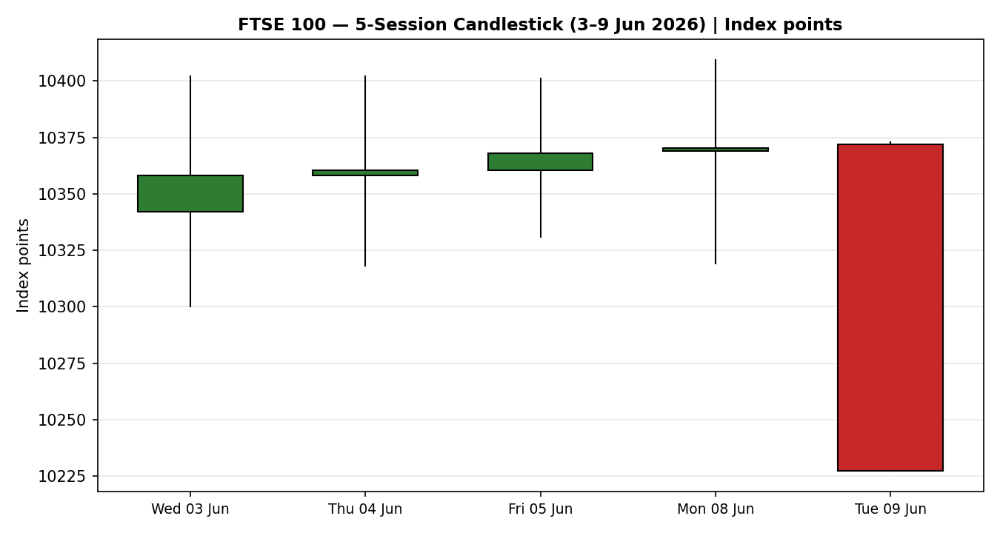 FTSE 100 — 5-Session Candlestick (3–9 Jun 2026) | Index points
Index points
10400
10375
10350
10325
10300
10275
10250
10225
Wed 03 Jun
Thu 04 Jun
Fri 05 Jun
Mon 08 Jun
Tue 09 Jun